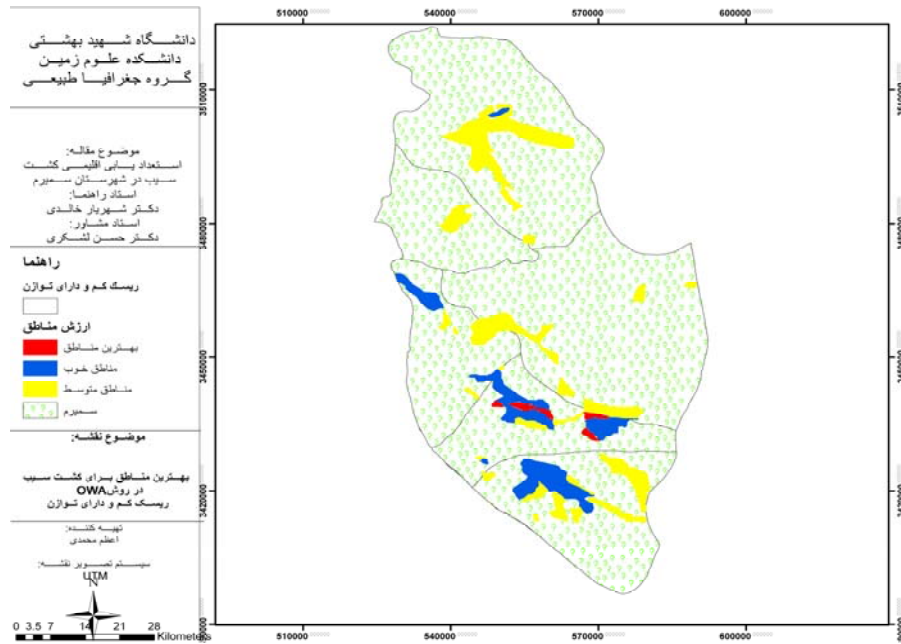 دانشگاه شهید بهشتی
دانشکده علوم زمین
گروه جغرافیا طبیعی
موضوع مقاله:
استعداد یابی اقلیمی کشت
سیب در شهرستان سمیرم
استاد راهنما:
دکتر شهریار خالدی
استاد مشاور:
دکتر حسن لشکری
راهنما
ریسک کم و دارای توازن
ارزش مناطق
بهترین مناطق
مناطق خوب
مناطق متوسط
سمیرم
موضوع نقشه:
بهترین مناطق برای کشت سیب
در روش OWA
ریسک کم و دارای توازن
تهیه کننده:
اعظم محمدی
سیستم تصویر نقشه:
UTM
N
0 3.5 7 14 21 28
Kilometers
510000 540000 570000 600000
3510000
3480000
3450000
3420000
510000 540000 570000 600000